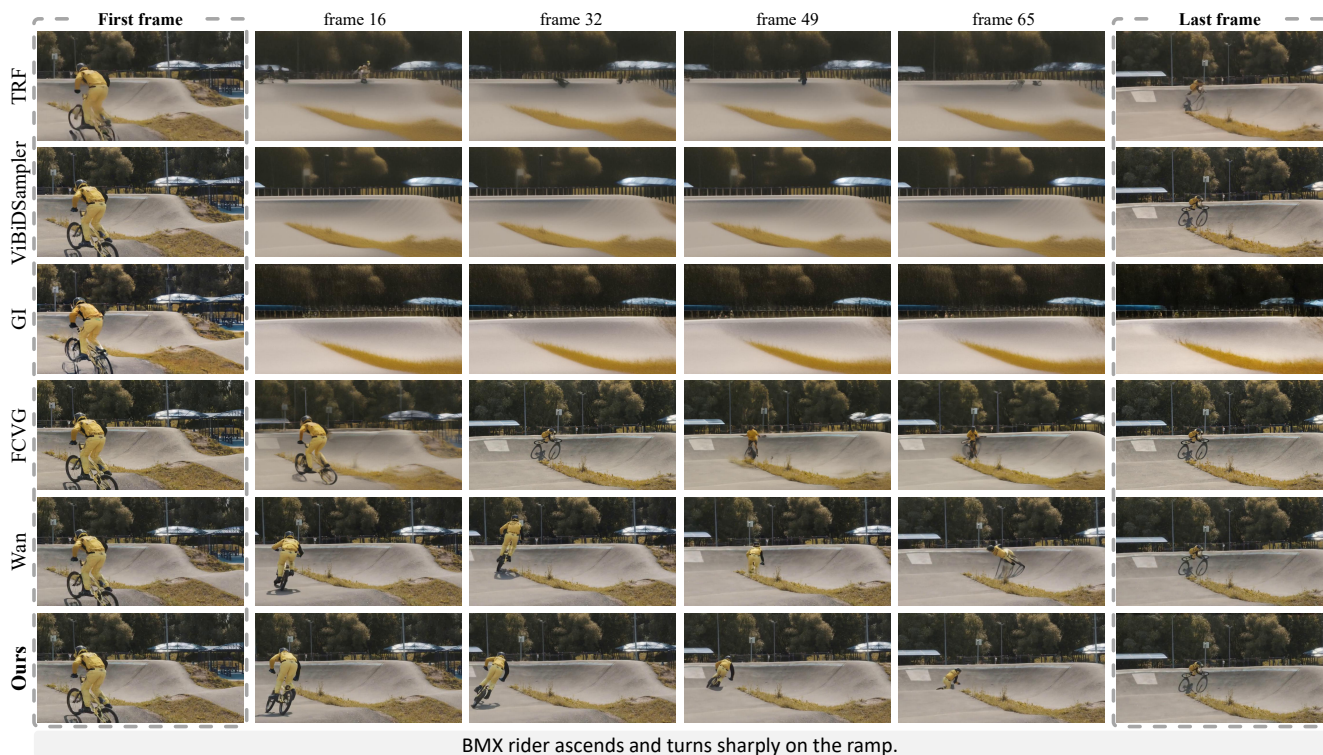 First frame frame 16 frame 32 frame 49 frame 65 Last frame
TRF
ViBiDSampler
GI
FCVG
Wan
Ours
BMX rider ascends and turns sharply on the ramp.